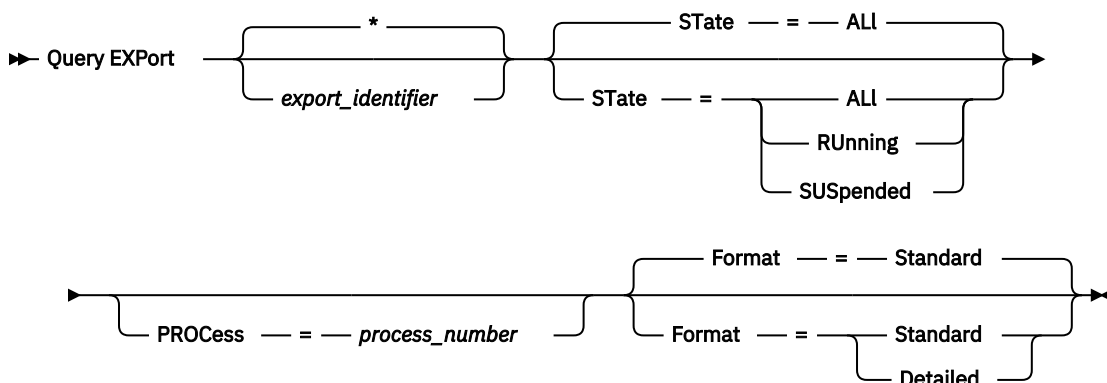 *
STate = ALl
Query EXPort
export_identifier
STate = ALl
RUnning
SUSpended
Format = Standard
PROCess = process_number
Format = Standard
Detailed